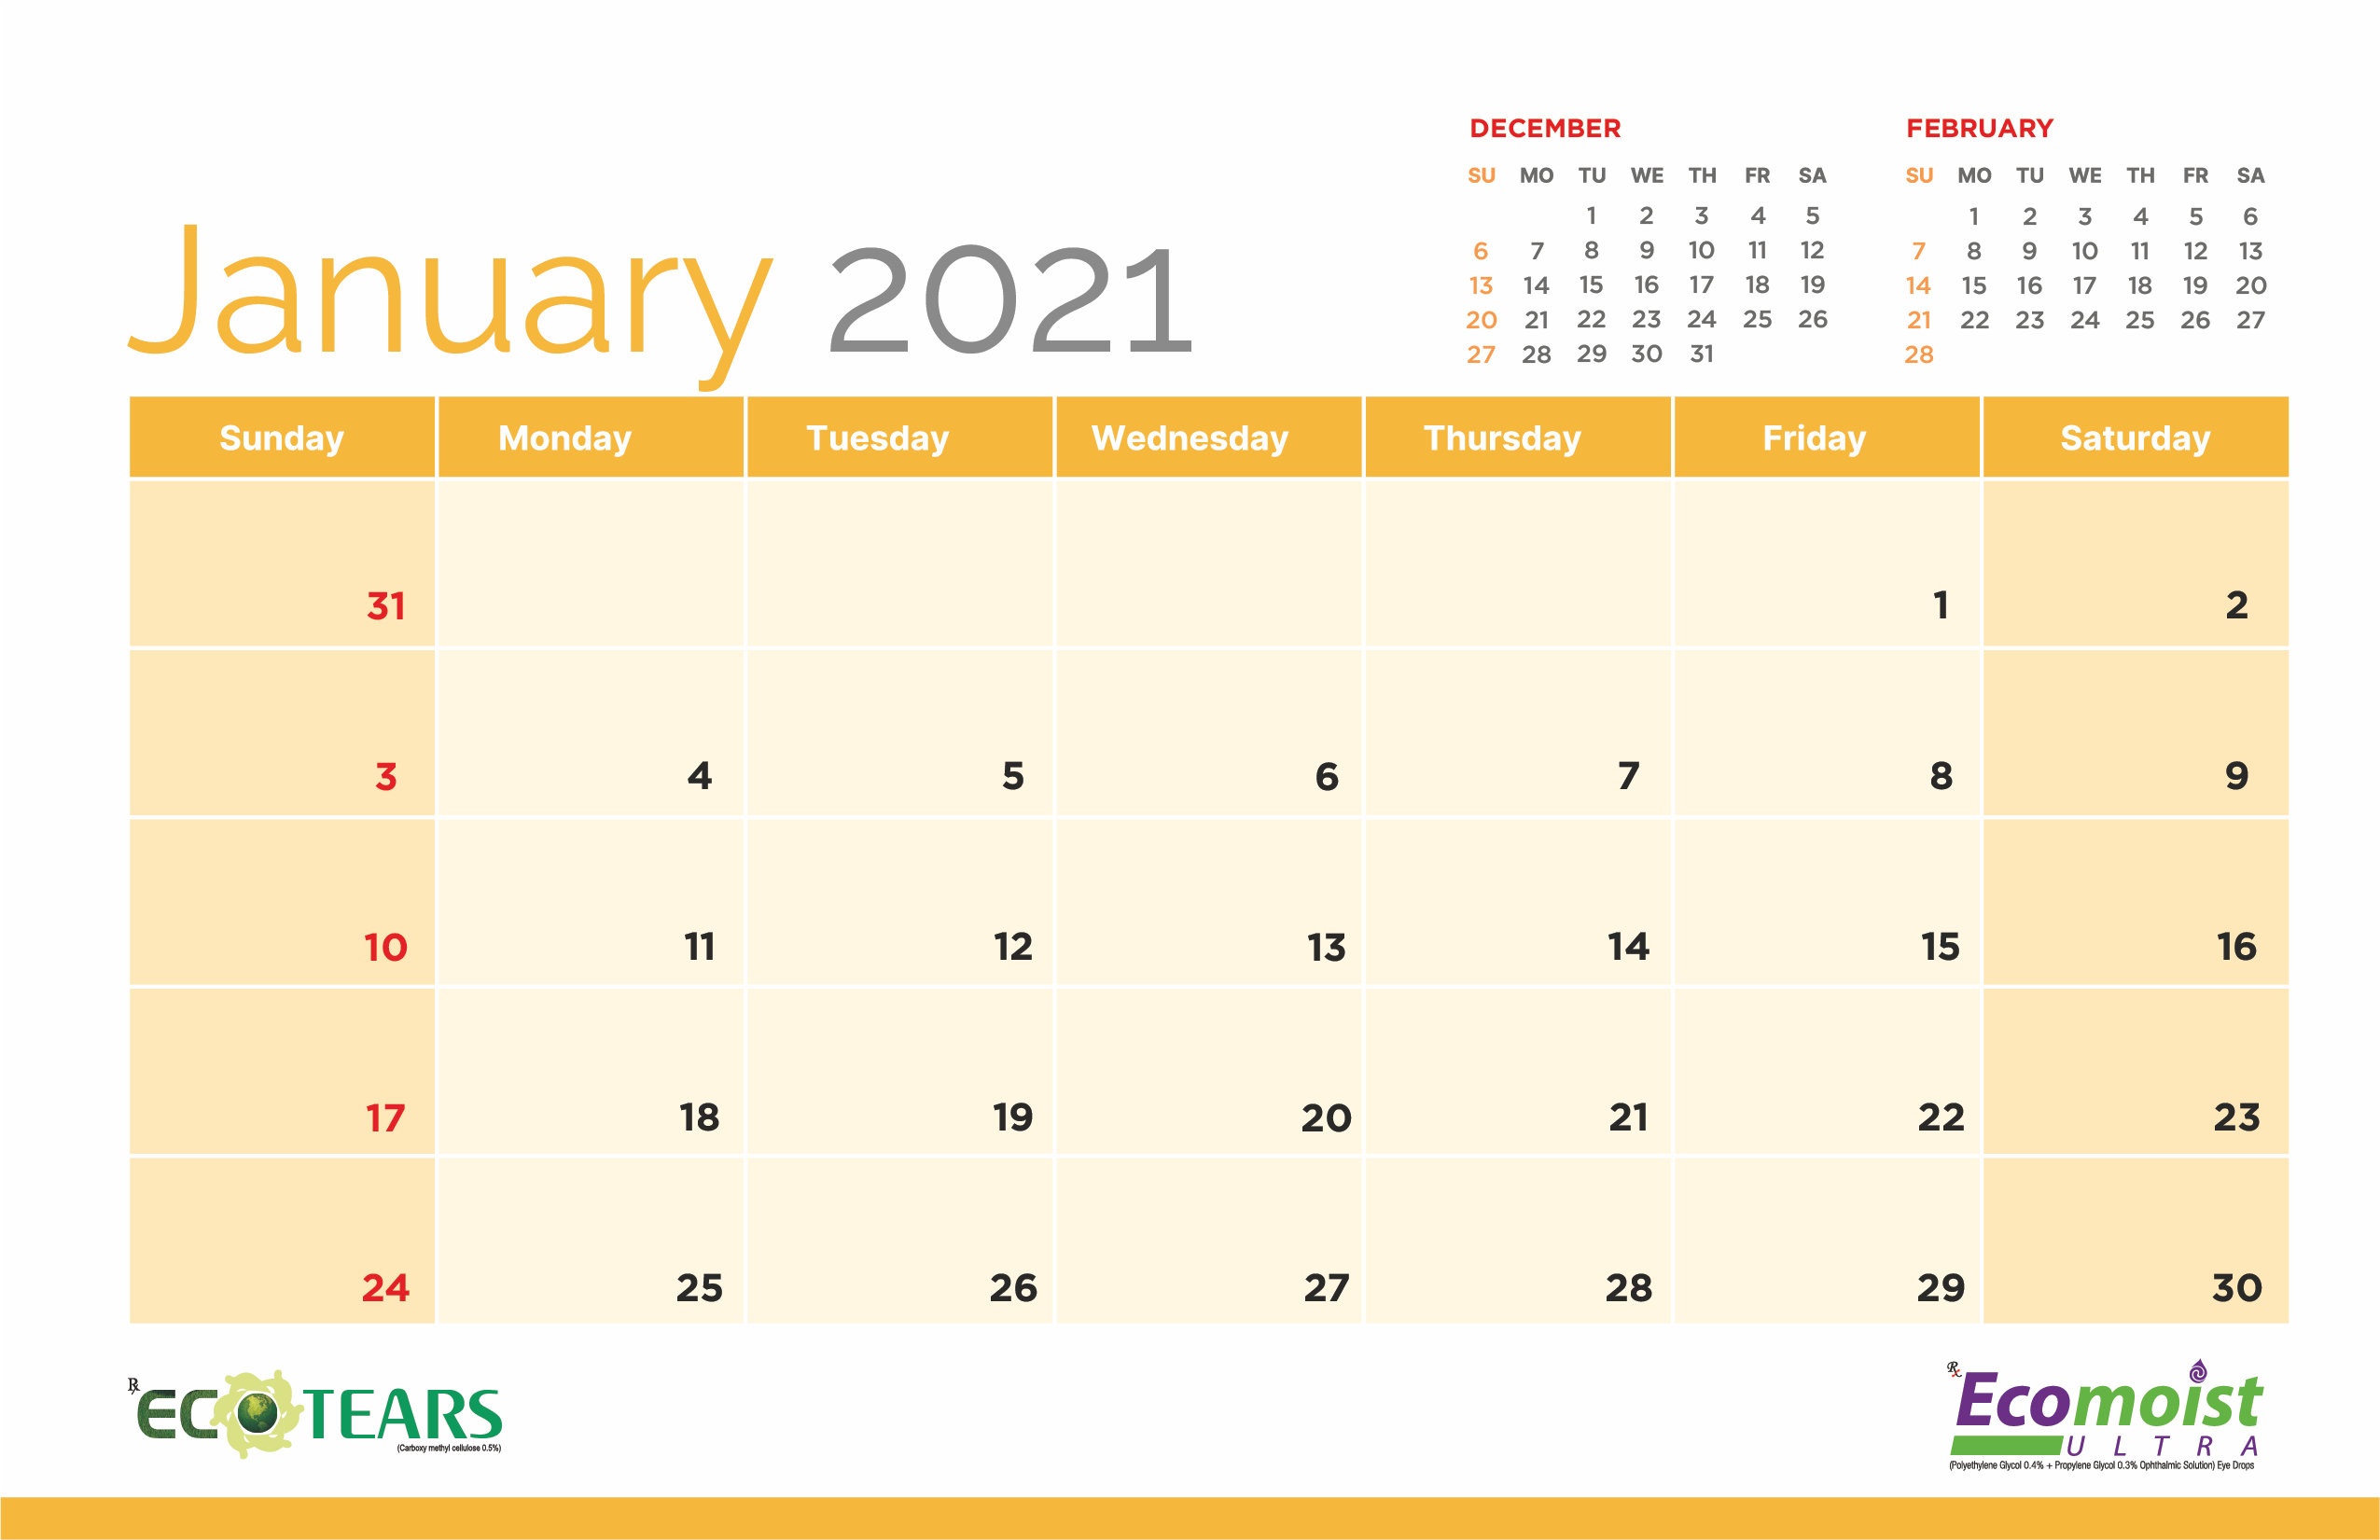 January 2021
DECEMBER
SU MO TU WE TH FR SA
1 2 3 4 5
6 7 8 9 10 11 12
13 14 15 16 17 18 19
20 21 22 23 24 25 26
27 28 29 30 31
FEBRUARY
SU MO TU WE TH FR SA
1 2 3 4 5 6
7 8 9 10 11 12 13
14 15 16 17 18 19 20
21 22 23 24 25 26 27
28
Sunday Monday Tuesday Wednesday Thursday Friday Saturday
31 1 2
3 4 5 6 7 8 9
10 11 12 13 14 15 16
17 18 19 20 21 22 23
24 25 26 27 28 29 30
Rx ECOTEARS
(Carboxy methyl cellulose 0.5%)
Rx Ecomoist
ULTRA
(Polyethylene Glycol 0.4% + Propylene Glycol 0.3% Ophthalmic Solution) Eye Drops